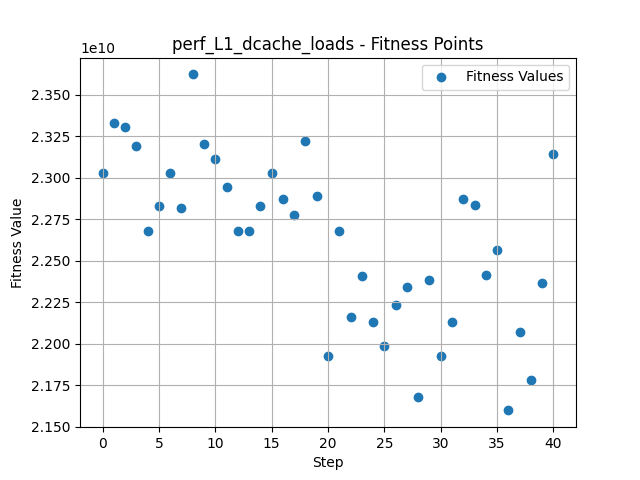 perf_L1_dcache_loads - Fitness Points
1e10
Fitness Values
2.350
2.325
2.300
2.275
2.250
2.225
2.200
2.175
2.150
Fitness Value
0 5 10 15 20 25 30 35 40
Step